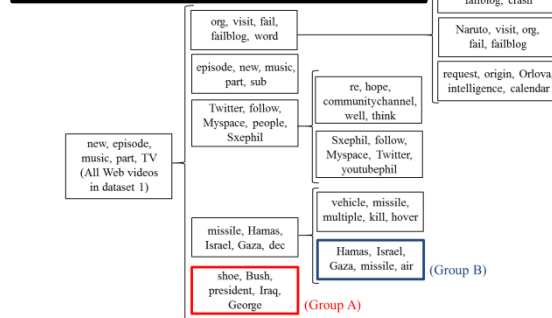 failblog, crash
org, visit, fail,
failblog, word
Naruto, visit, org,
fail, failblog
episode, new, music,
part, sub
request, origin, Orlova,
intelligence, calendar
Twitter, follow,
Myspace, people,
Sxephil
re, hope,
communitychannel,
well, think
Sxephil, follow,
Myspace, Twitter,
youtubephil
new, episode,
music, part, TV
(All Web videos
in dataset 1)
vehicle, missile,
multiple, kill, hover
missile, Hamas,
Israel, Gaza, dec
Hamas, Israel,
Gaza, missile, air
(Group B)
shoe, Bush,
president, Iraq,
George
(Group A)